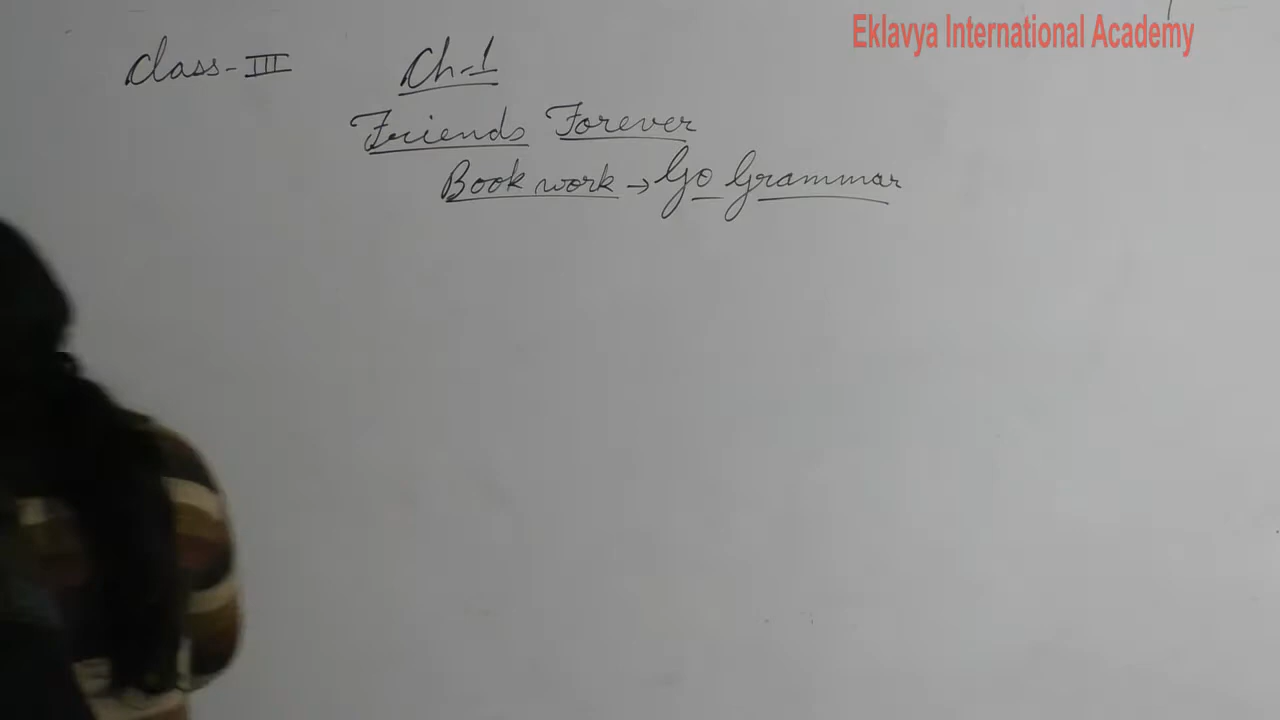 Eklavya International Academy
Class-III Ch-1
Friends Forever
Book work → Go Grammar